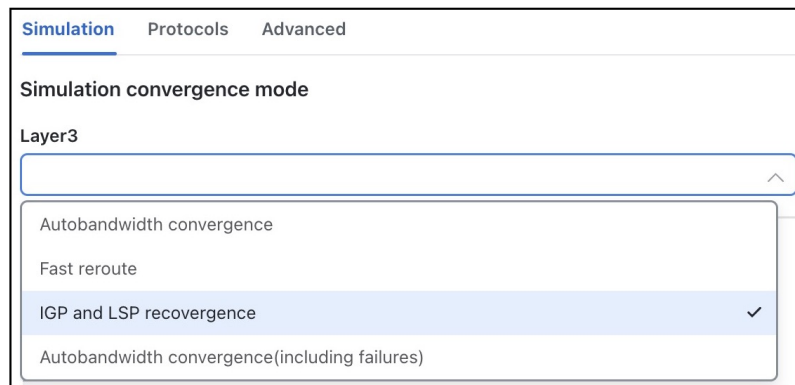 Simulation Protocols Advanced
Simulation convergence mode
Layer3
Autobandwidth convergence
Fast reroute
IGP and LSP recovergence
Autobandwidth convergence(including failures)